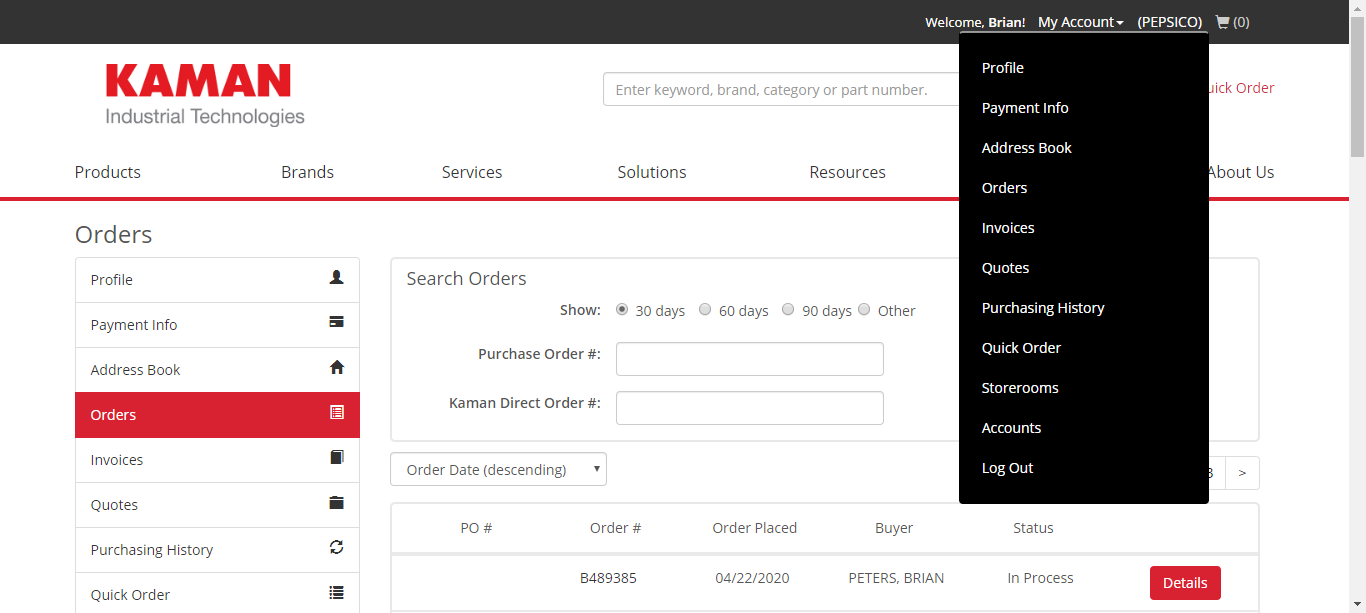 Welcome, Brian! My Account (PEPSICO) (0)
KAMAN
Industrial Technologies
Enter keyword, brand, category or part number.
uick Order
Products Brands Services Solutions Resources About Us
Profile
Payment Info
Address Book
Orders
Invoices
Quotes
Purchasing History
Quick Order
Storerooms
Accounts
Log Out
Orders
Profile
Payment Info
Address Book
Orders
Invoices
Quotes
Purchasing History
Quick Order
Search Orders
Show: 30 days 60 days 90 days Other
Purchase Order #:
Kaman Direct Order #:
Order Date (descending)
3 >
PO # Order # Order Placed Buyer Status
B489385 04/22/2020 PETERS, BRIAN In Process Details